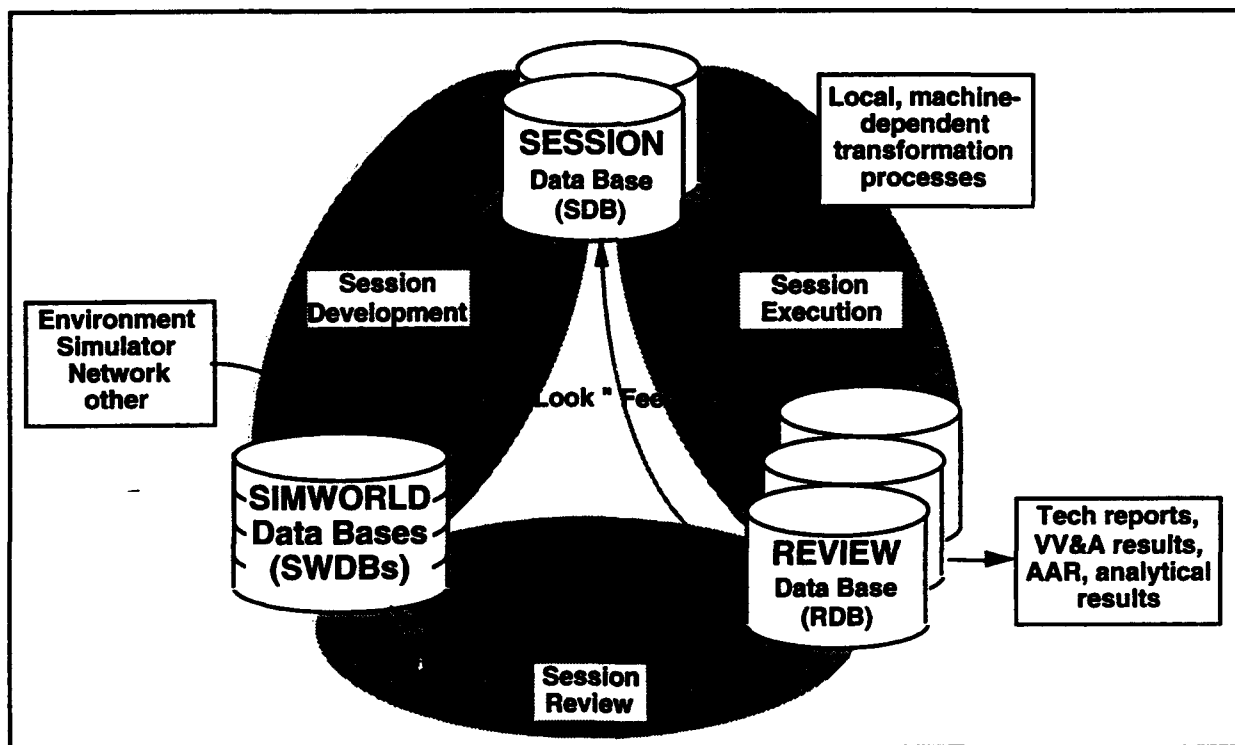 SESSION
Data Base
(SDB)
Local, machine-
dependent
transformation
processes
Session
Development
Session
Execution
Environment
Simulator
Network
other
Look " Fee
SIMWORLD
Data Bases
(SWDBs)
REVIEW
Data Base
(RDB)
Tech reports,
VV&A results,
AAR, analytical
results
Session
Review